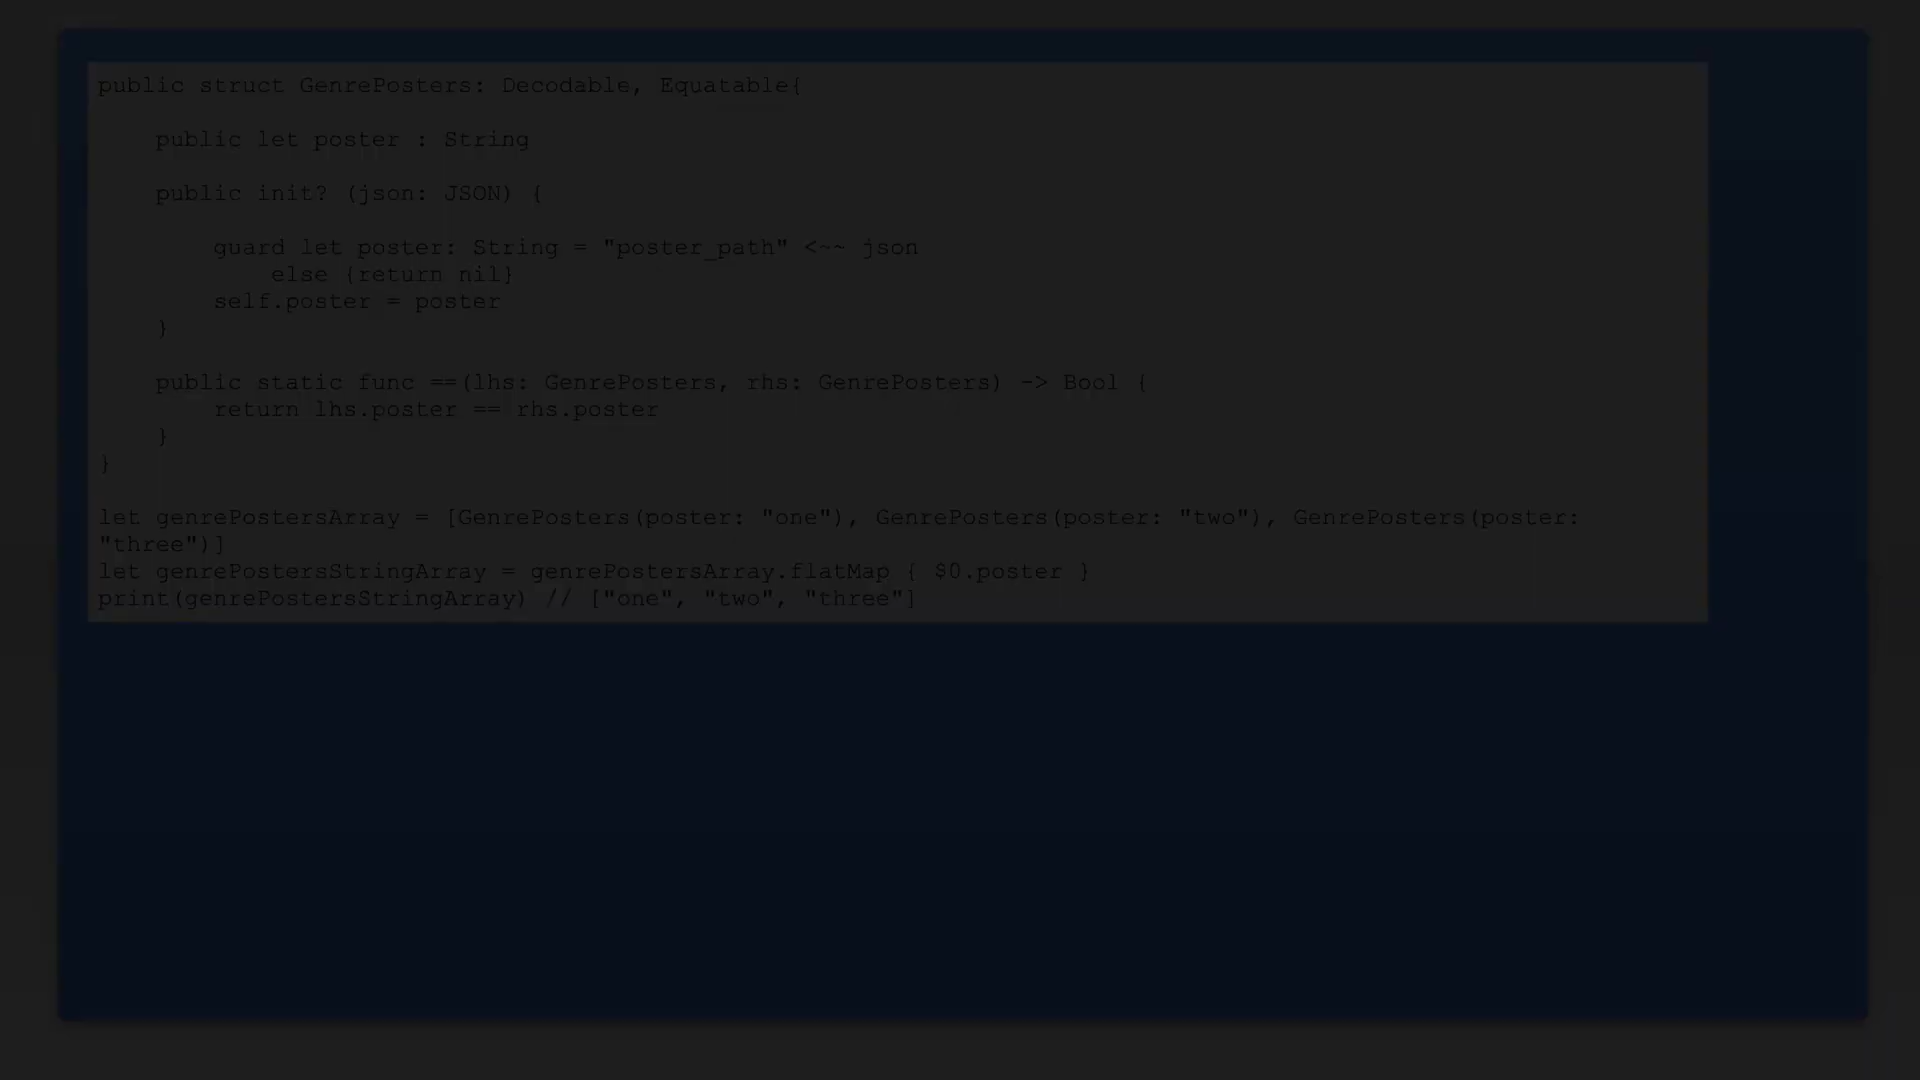 public struct GenrePosters: Decodable, Equatable{
public let poster : String
public init? (json: JSON) {
guard let poster: String = "poster_path" <~~ json
else {return nil}
self.poster = poster
}
public static func ==(lhs: GenrePosters, rhs: GenrePosters) -> Bool {
return lhs.poster == rhs.poster
}
}
let genrePostersArray = [GenrePosters(poster: "one"), GenrePosters(poster: "two"), GenrePosters(poster:
"three")]
let genrePostersStringArray = genrePostersArray.flatMap { $0.poster }
print(genrePostersStringArray) // ["one", "two", "three"]